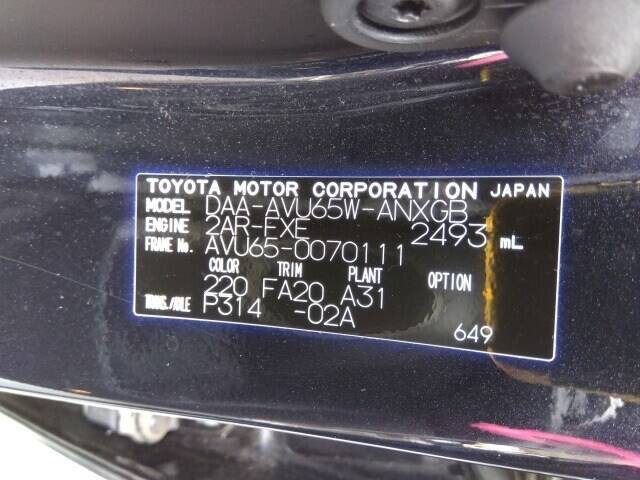 TOYOTA MOTOR CORPORATION JAPAN
MODEL DAA-AVU65W-ANXGB
ENGINE 2AR-FXE 2493 mL
FRAME No. AVU65-0070111
COLOR TRIM PLANT OPTION
220 FA20 A31
TRANS./AXLE P314 -02A
649